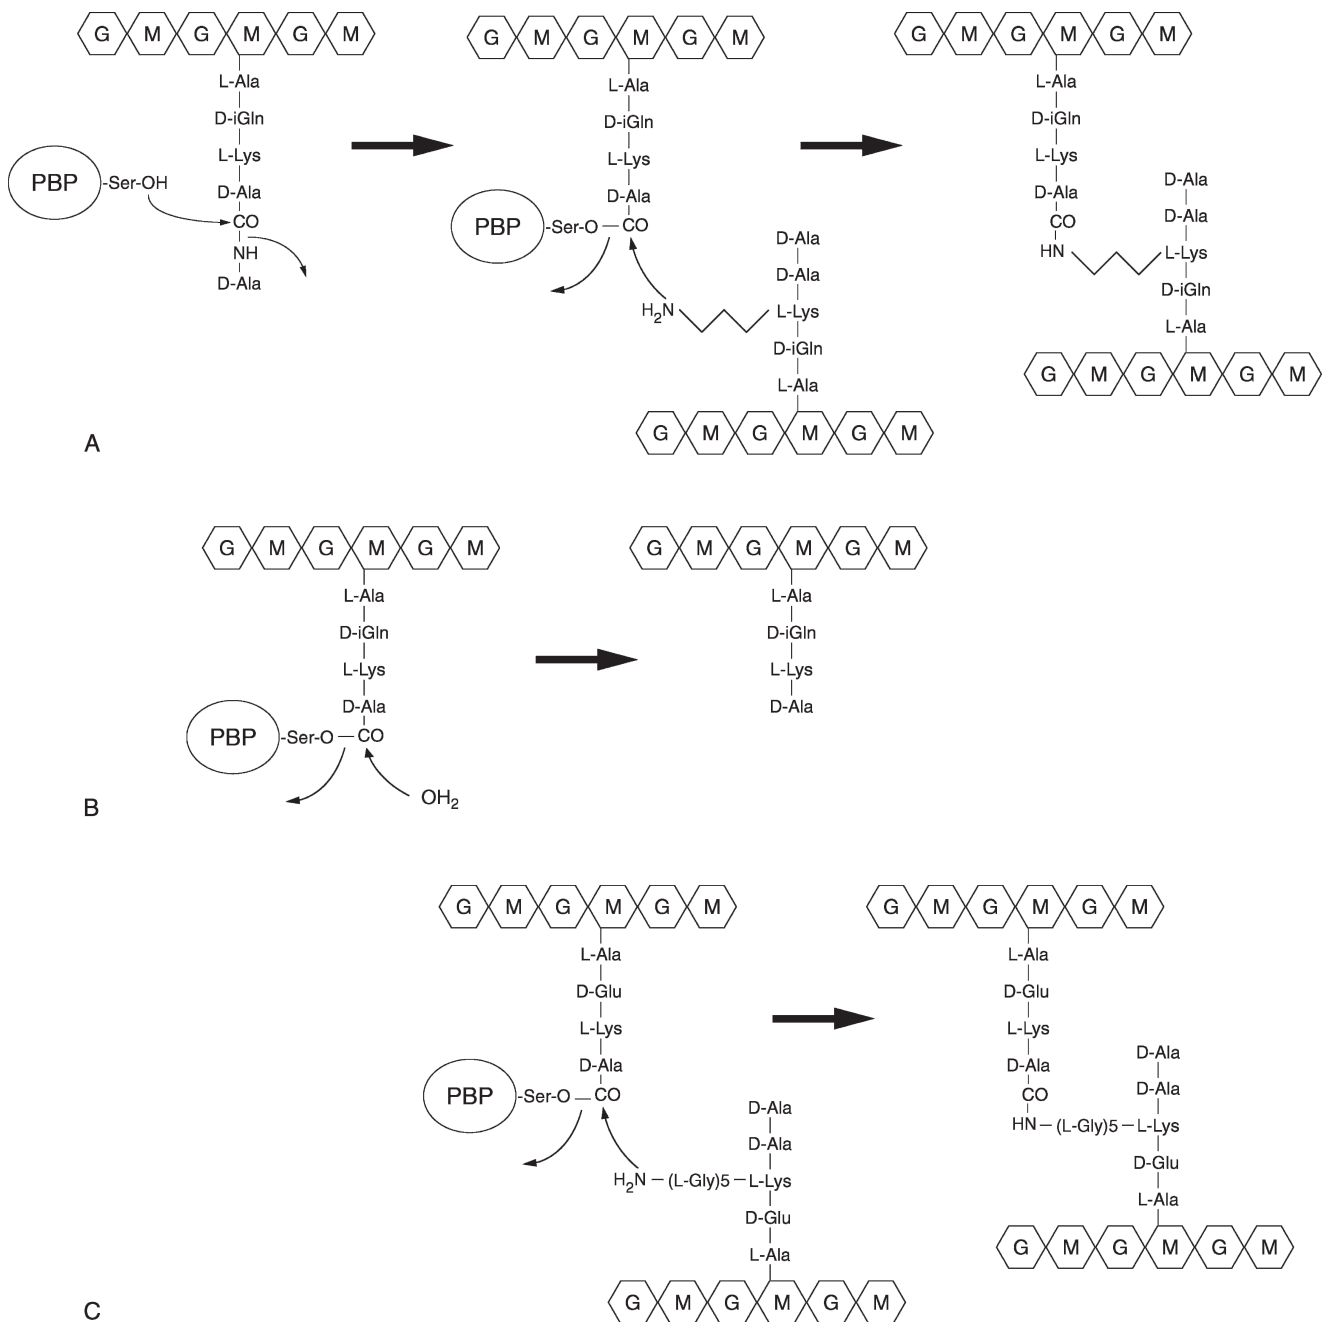 G M G M G M
L-Ala
D-iGln
L-Lys
PBP -Ser-OH
D-Ala
CO
NH
D-Ala
G M G M G M
L-Ala
D-iGln
L-Lys
D-Ala
PBP -Ser-O CO
H2N
D-Ala
D-Ala
L-Lys
D-iGln
L-Ala
G M G M G M
G M G M G M
L-Ala
D-iGln
L-Lys
D-Ala
CO
HN
D-Ala
D-Ala
L-Lys
D-iGln
L-Ala
G M G M G M
A
G M G M G M
L-Ala
D-iGln
L-Lys
D-Ala
PBP -Ser-O CO
OH2
G M G M G M
L-Ala
D-iGln
L-Lys
D-Ala
B
G M G M G M
L-Ala
D-Glu
L-Lys
D-Ala
PBP -Ser-O CO
D-Ala
D-Ala
H2N (L-Gly)5 L-Lys
D-Glu
L-Ala
G M G M G M
G M G M G M
L-Ala
D-Glu
L-Lys
D-Ala
CO
D-Ala
D-Ala
HN (L-Gly)5 L-Lys
D-Glu
L-Ala
G M G M G M
C